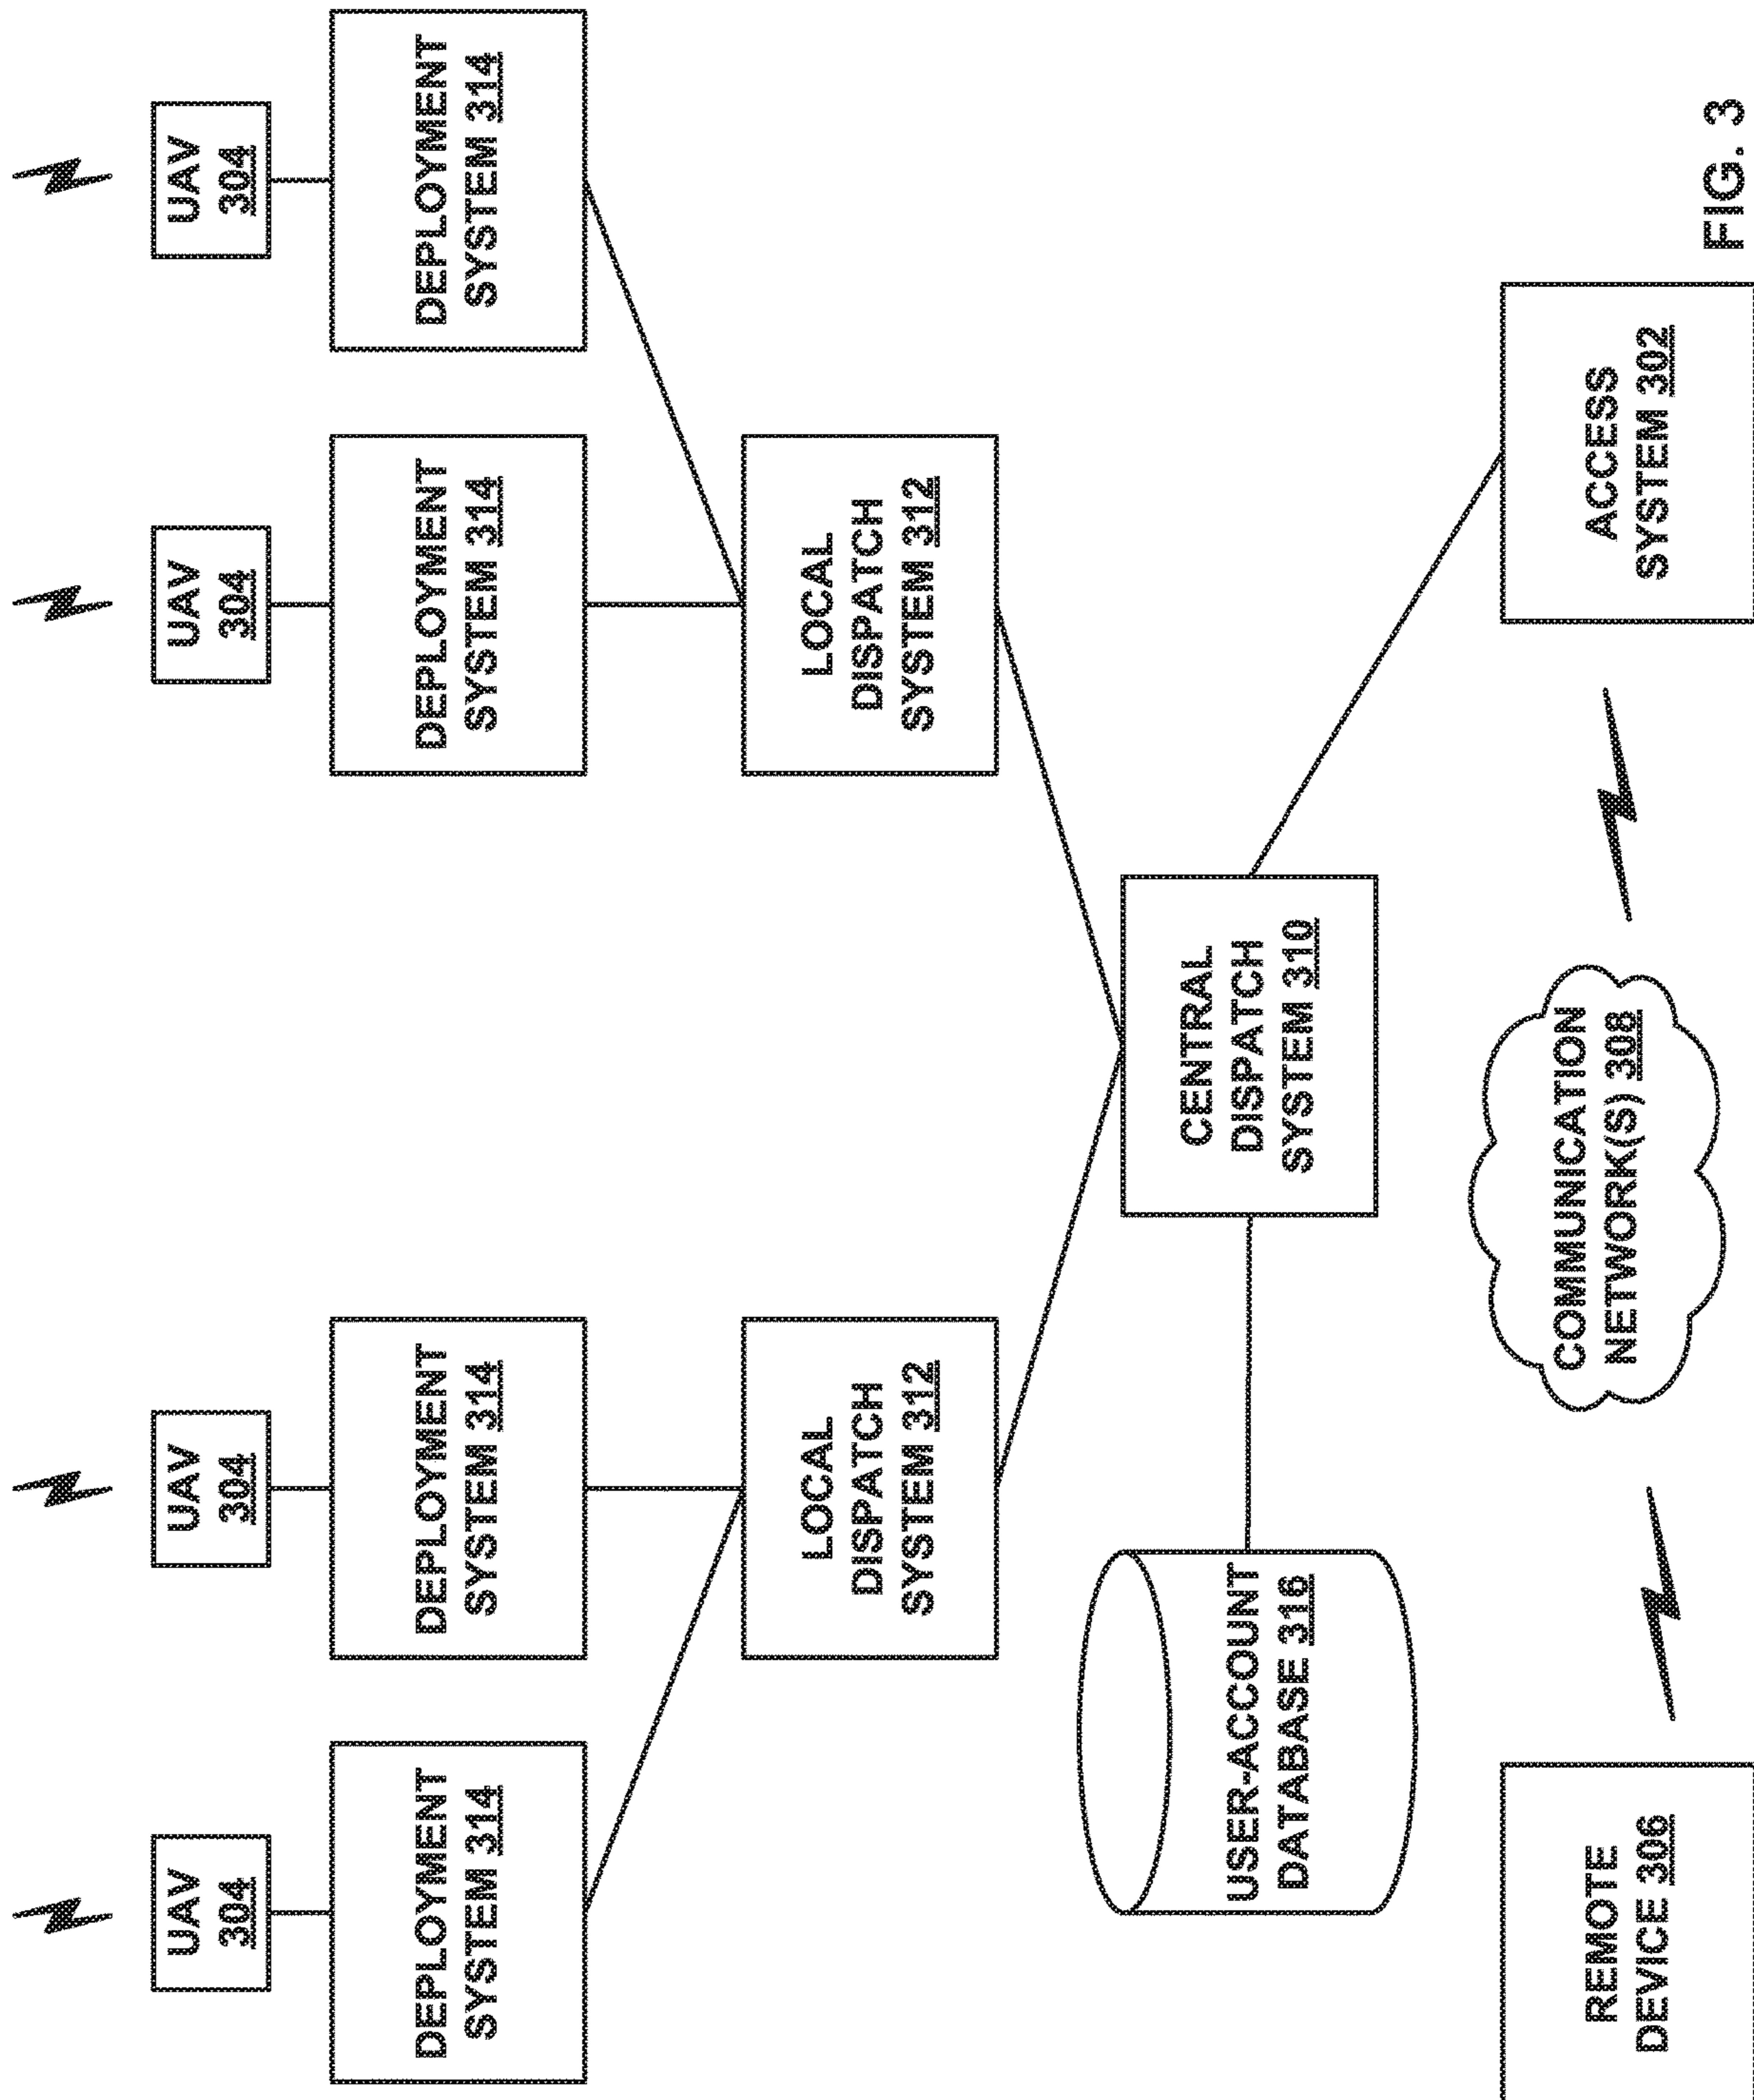 UAV
304
UAV
304
UAV
304
UAV
304
DEPLOYMENT
SYSTEM 314
DEPLOYMENT
SYSTEM 314
DEPLOYMENT
SYSTEM 314
DEPLOYMENT
SYSTEM 314
LOCAL
DISPATCH
SYSTEM 312
LOCAL
DISPATCH
SYSTEM 312
USER-ACCOUNT
DATABASE 316
CENTRAL
DISPATCH
SYSTEM 310
REMOTE
DEVICE 306
COMMUNICATION
NETWORK(S) 308
ACCESS
SYSTEM 302
FIG. 3